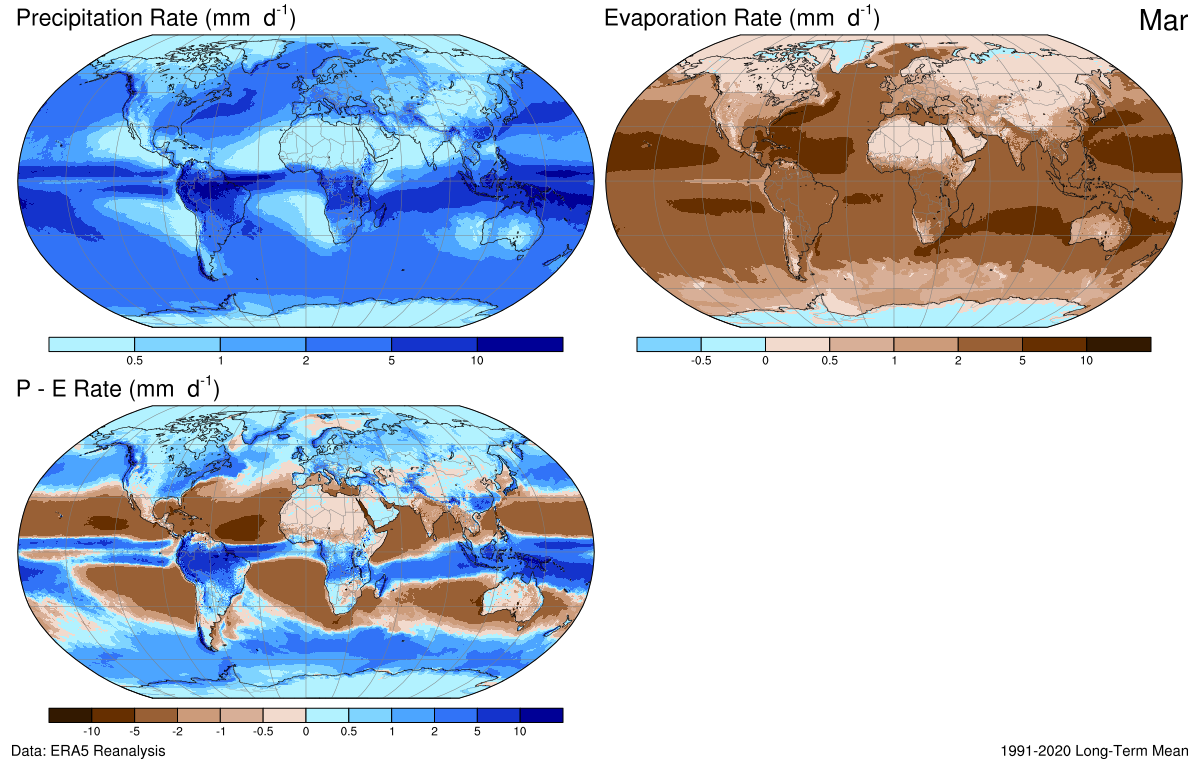 Precipitation Rate (mm d-1)
Evaporation Rate (mm d-1)
Mar
0.5 1 2 5 10
-0.5 0 0.5 1 2 5 10
P - E Rate (mm d-1)
-10 -5 -2 -1 -0.5 0 0.5 1 2 5 10
Data: ERA5 Reanalysis
1991-2020 Long-Term Mean